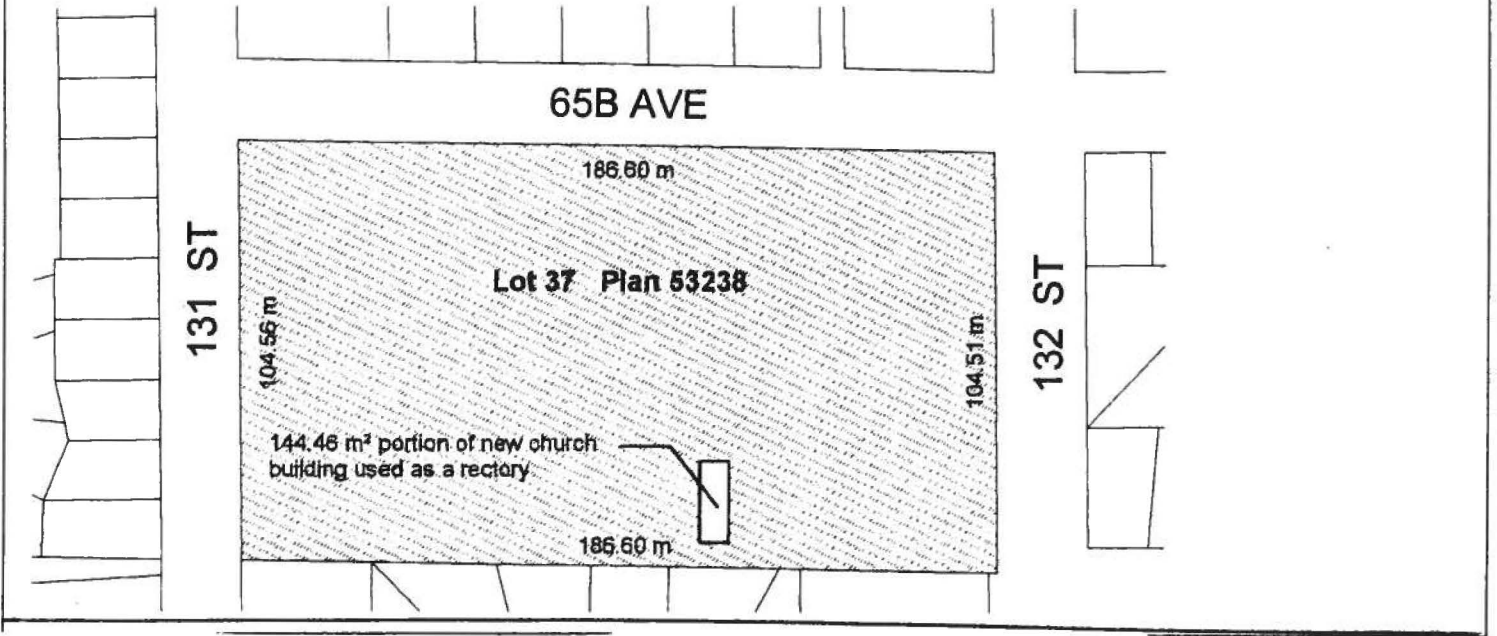 65B AVE
186.60 m
131 ST
104.56 m
Lot 37 Plan 53238
104.51 m
132 ST
144.46 m² portion of new church
building used as a rectory
186.60 m